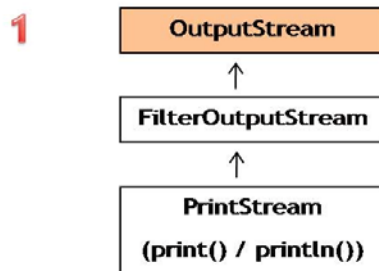 1
OutputStream
FilterOutputStream
PrintStream
(print() / println())